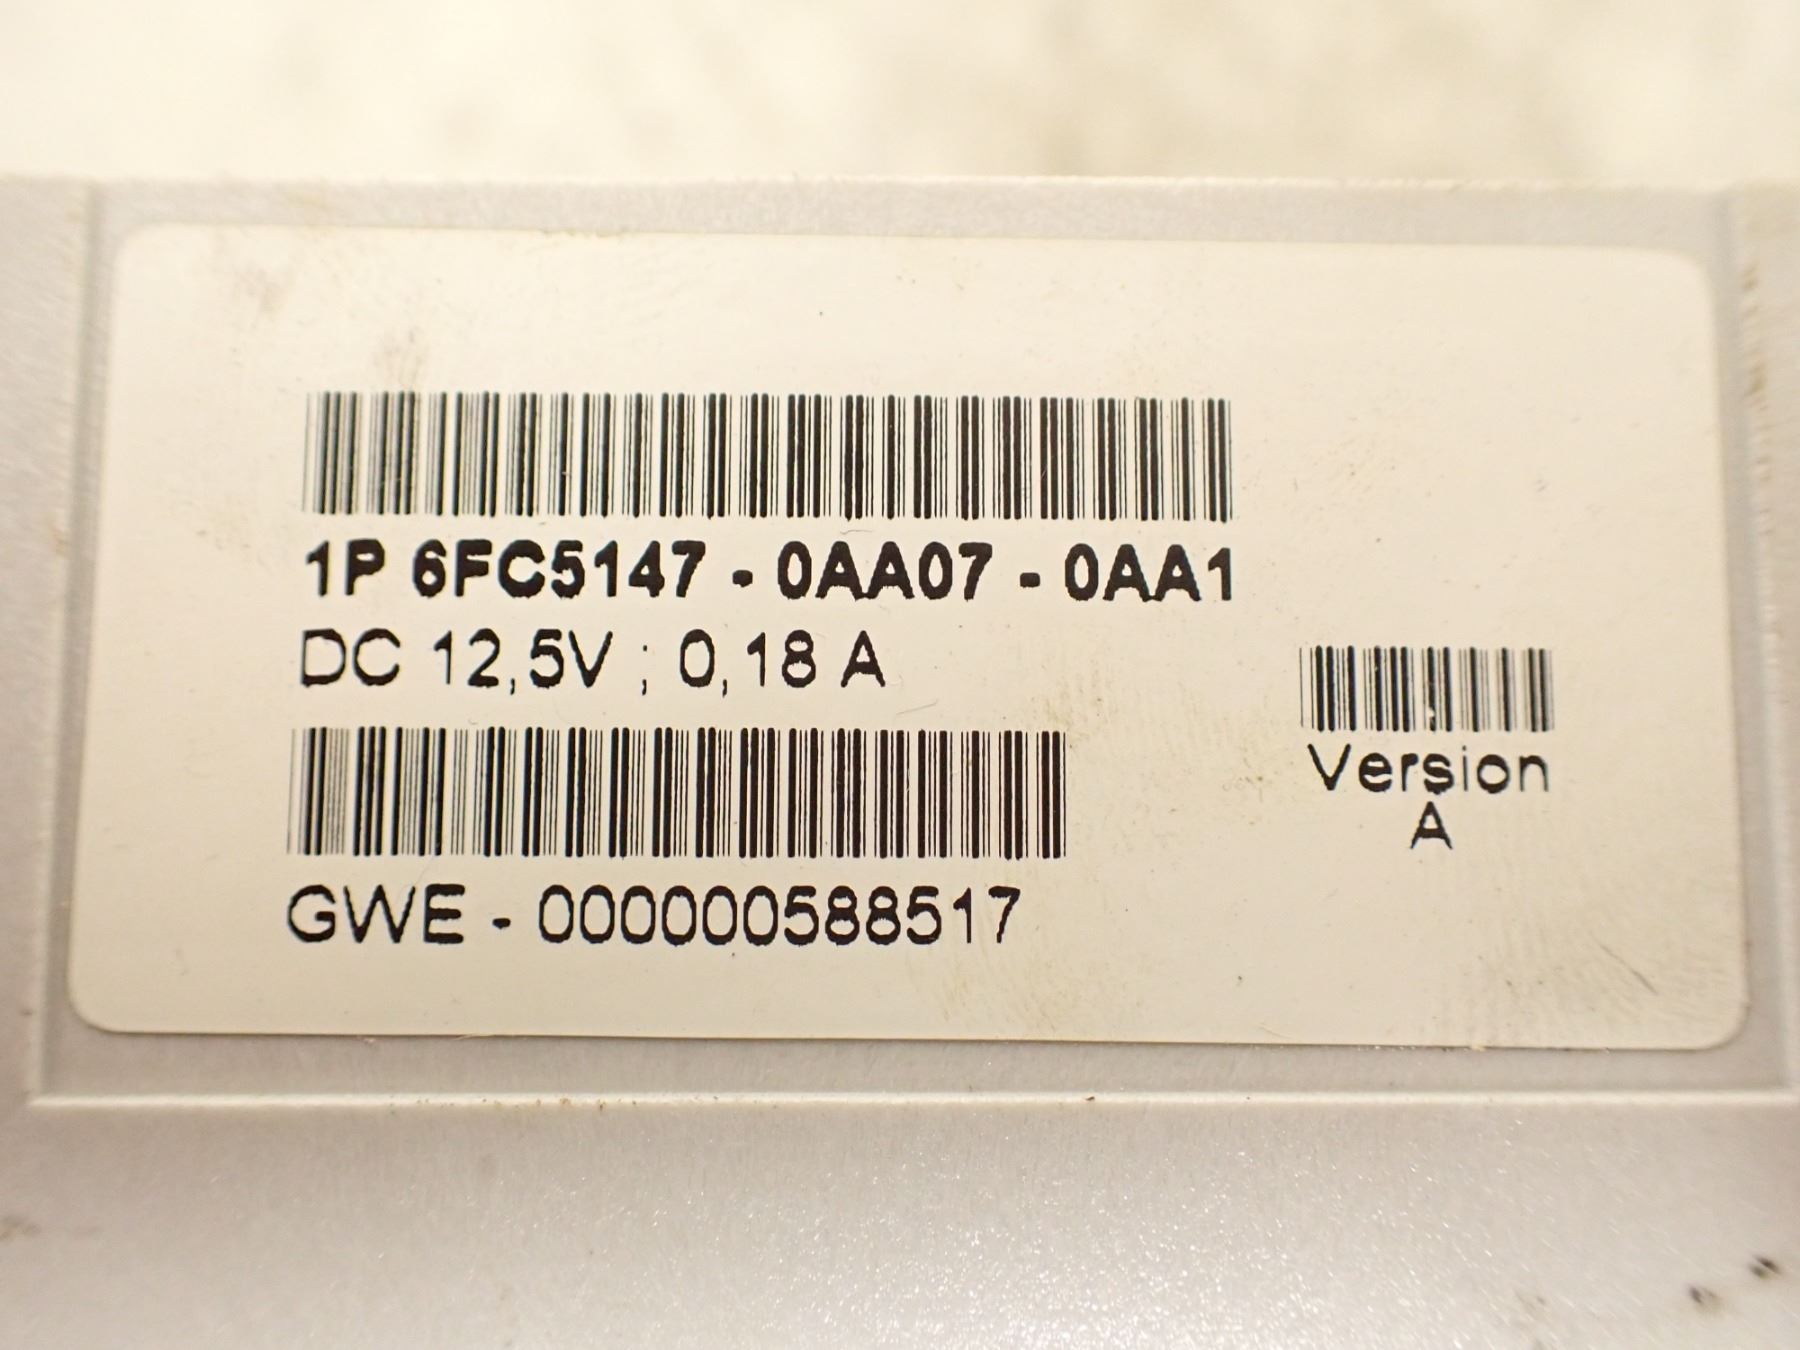 1P 6FC5147 - 0AA07 - 0AA1
DC 12,5V ; 0,18 A
Version
A
GWE - 000000588517